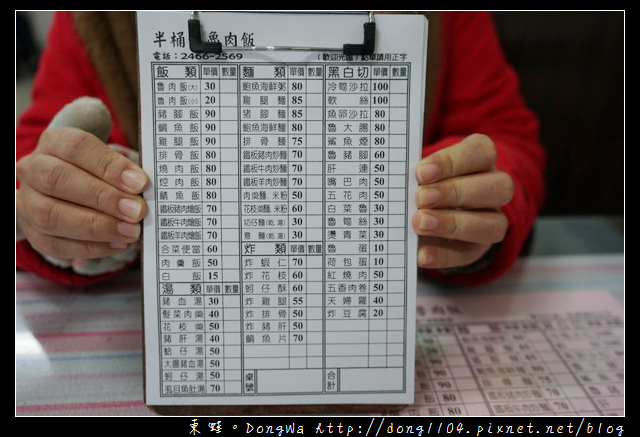 半桶 魯肉飯
電話：2466-2569
（歡迎光臨）點單請用正字
飯類 單價 數量
魯肉飯(大) 30
魯肉飯(小) 20
豬腳飯 90
鯛魚飯 90
雞腿飯 90
排骨飯 80
燒肉飯 80
焢肉飯 80
鯖魚飯 80
鐵板豬肉燴飯 70
鐵板牛肉燴飯 70
鐵板羊肉燴飯 70
合菜便當 60
肉羹飯 50
白飯 15
湯類 單價 數量
豬血湯 30
髮菜肉羹 40
花枝羹 50
豬肝湯 40
蛤仔湯 50
大腸豬血湯 50
蚵仔湯 50
虱目魚肚湯 70
麵類 單價 數量
鮑魚海鮮粥 80
雞腿麵 85
豬腳麵 85
鮑魚海鮮麵 80
排骨麵 75
鐵板豬肉炒麵 70
鐵板牛肉炒麵 70
鐵板羊肉炒麵 70
肉羹麵.米粉 50
花枝羹麵.米粉 60
切仔麵(乾.湯) 30
意麵(乾.湯) 30
炸類 單價 數量
炸蝦仁 70
炸花枝 60
蚵仔酥 60
炸雞腿 55
炸排骨 50
炸豬肝 50
鯛魚片 70
桌號
黑白切 單價 數量
冷筍沙拉 100
軟絲 100
魚卵沙拉 80
魯大腸 80
鯊魚煙 80
魯豬腳 60
肝連 50
嘴巴肉 50
五花肉 50
白菜魯 30
魯筍絲 30
燙青菜 30
魯蛋 10
荷包蛋 10
紅燒肉 50
五香肉卷 50
天婦羅 40
炸豆腐 20
合計
東蛙。DongWa http://dong1104.pixnet.net/blog